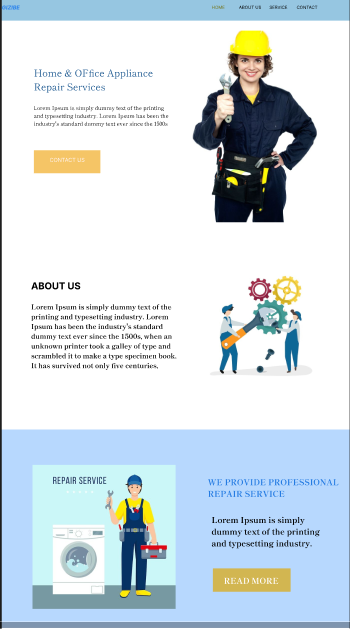 HOME ABOUT US SERVICE CONTACT
Home & OFfice Appliance
Repair Services
Lorem Ipsum is simply dummy text of the printing
and typesetting industry. Lorem Ipsum has been the
industry's standard dummy text ever since the 1500s
CONTACT US
ABOUT US
Lorem Ipsum is simply dummy text of the
printing and typesetting industry. Lorem
Ipsum has been the industry's standard
dummy text ever since the 1500s, when an
unknown printer took a galley of type and
scrambled it to make a type specimen book.
It has survived not only five centuries,
REPAIR SERVICE
WE PROVIDE PROFESSIONAL
REPAIR SERVICE
Lorem Ipsum is simply
dummy text of the printing
and typesetting industry.
READ MORE